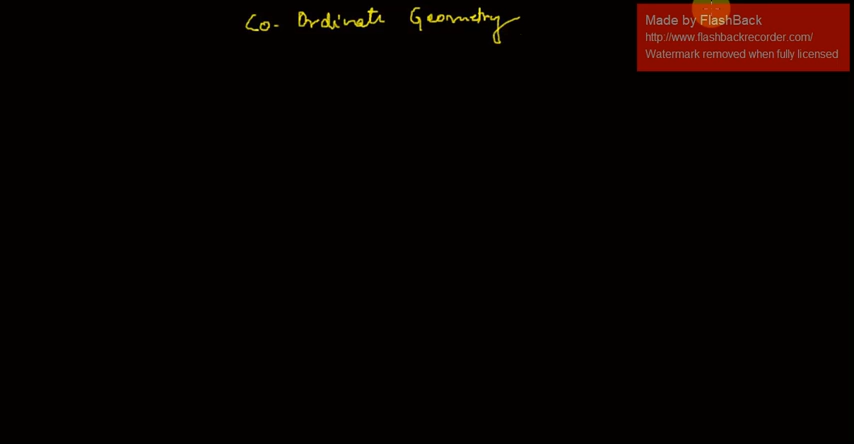 Co-Ordinate Geometry
Made by FlashBack
http://www.flashbackrecorder.com/
Watermark removed when fully licensed